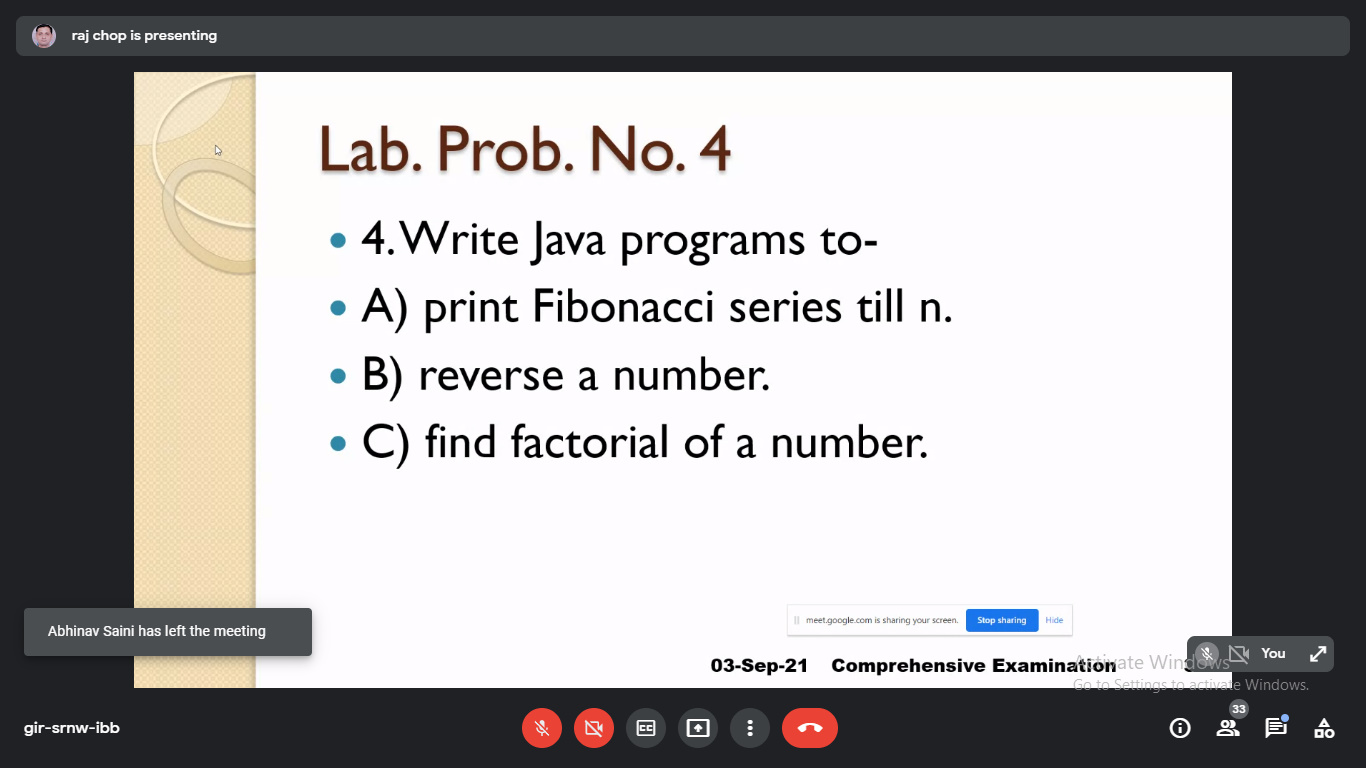 raj chop is presenting
Lab. Prob. No. 4
4. Write Java programs to-
A) print Fibonacci series till n.
B) reverse a number.
C) find factorial of a number.
Abhinav Saini has left the meeting
meet.google.com is sharing your screen. Stop sharing Hide
03-Sep-21 Comprehensive Examination
You
Activate Windows
Go to Settings to activate Windows.
gir-srnw-ibb
CC
33